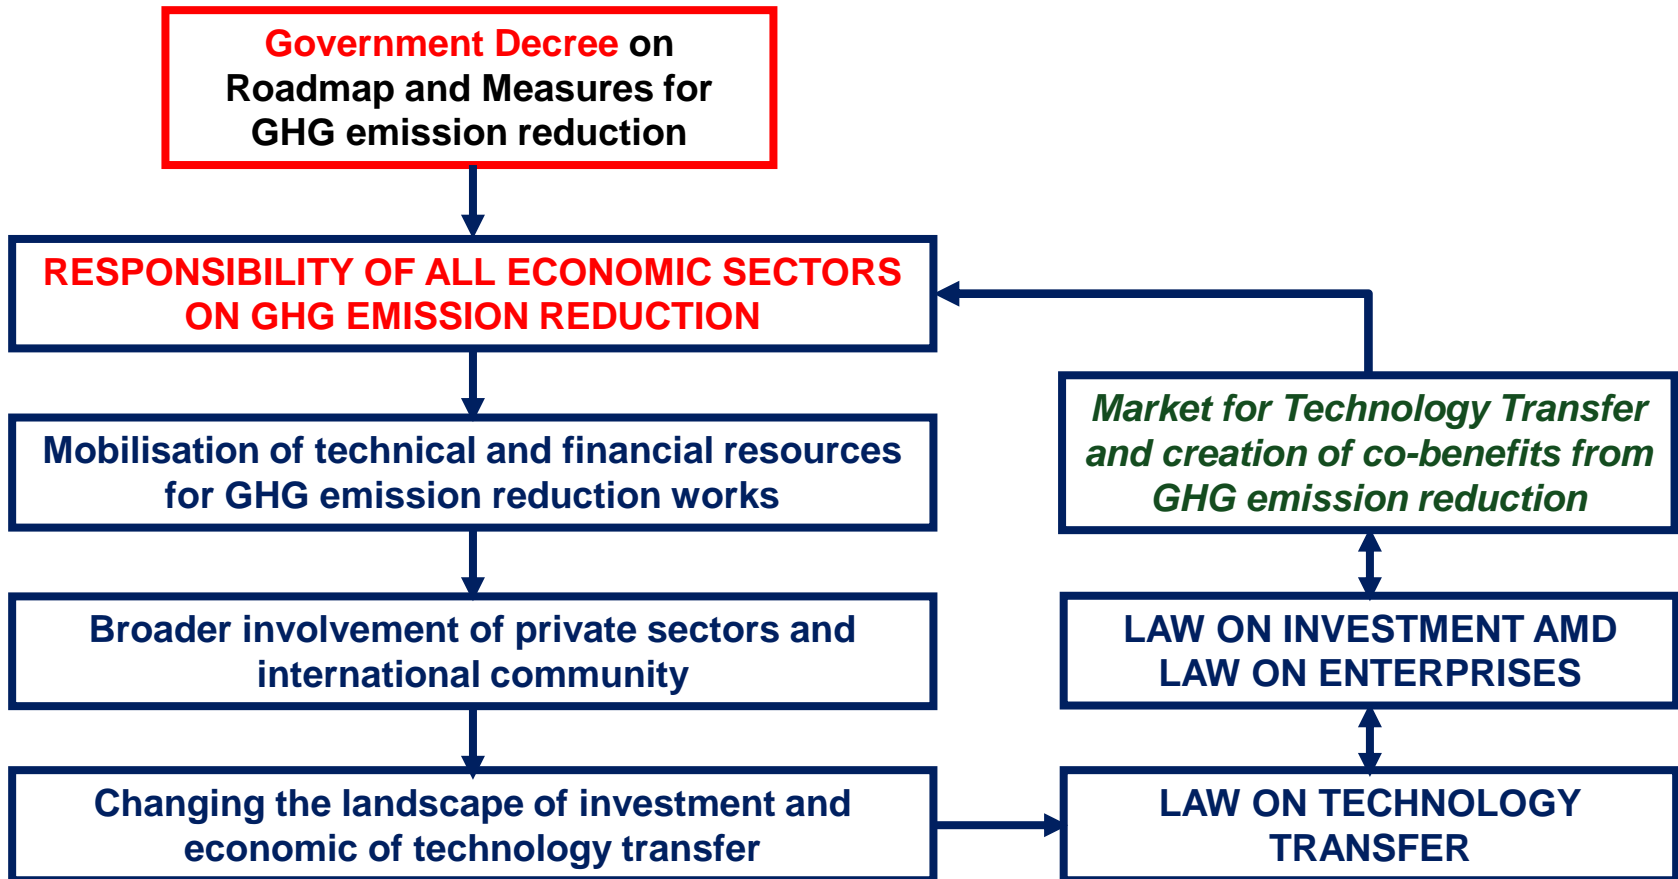 Government Decree on
Roadmap and Measures for
GHG emission reduction
RESPONSIBILITY OF ALL ECONOMIC SECTORS
ON GHG EMISSION REDUCTION
Mobilisation of technical and financial resources
for GHG emission reduction works
Broader involvement of private sectors and
international community
Changing the landscape of investment and
economic of technology transfer
Market for Technology Transfer
and creation of co-benefits from
GHG emission reduction
LAW ON INVESTMENT AMD
LAW ON ENTERPRISES
LAW ON TECHNOLOGY
TRANSFER